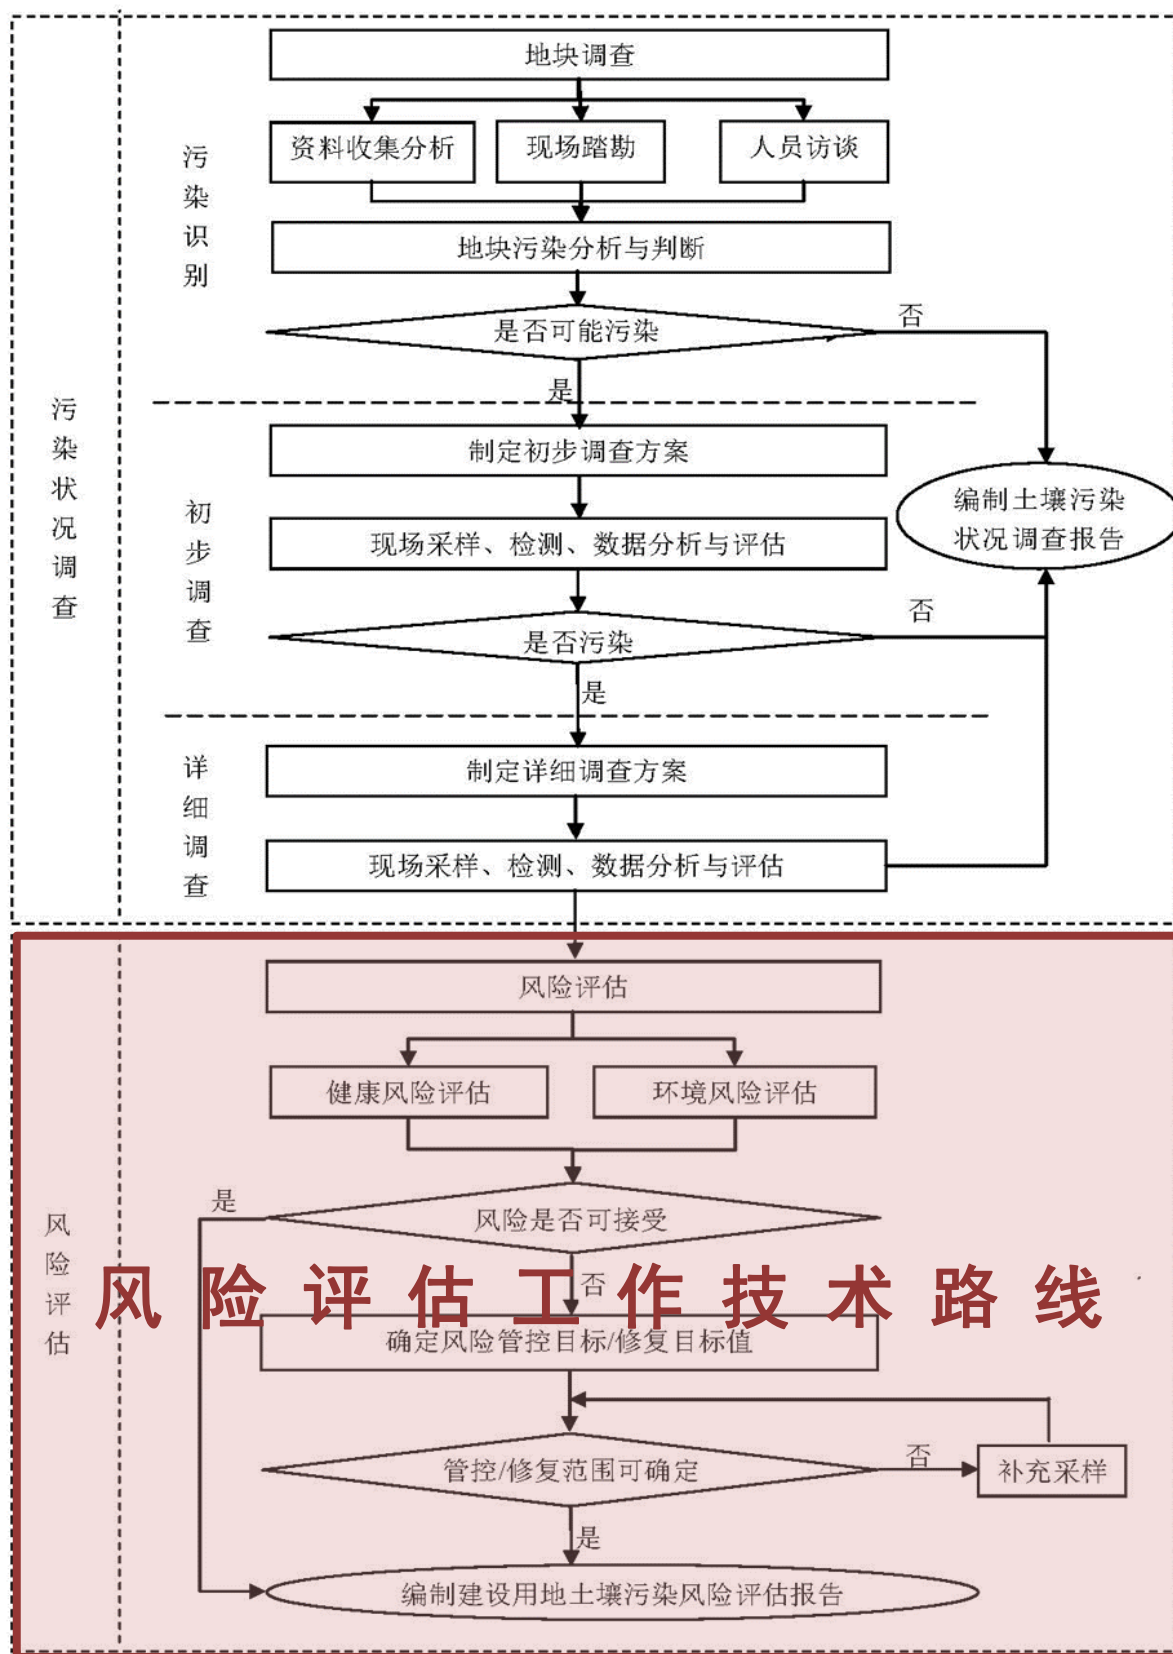 地块调查
资料收集分析
现场踏勘
人员访谈
污染识别
地块污染分析与判断
是否可能污染
否
是
污染状况调查
制定初步调查方案
初步调查
现场采样、检测、数据分析与评估
编制土壤污染
状况调查报告
是否污染
否
是
详细调查
制定详细调查方案
现场采样、检测、数据分析与评估
风险评估
健康风险评估
环境风险评估
风险是否可接受
是
否
风险评估
风险评估工作技术路线
确定风险管控目标/修复目标值
管控/修复范围可确定
否
补充采样
是
编制建设用地土壤污染风险评估报告